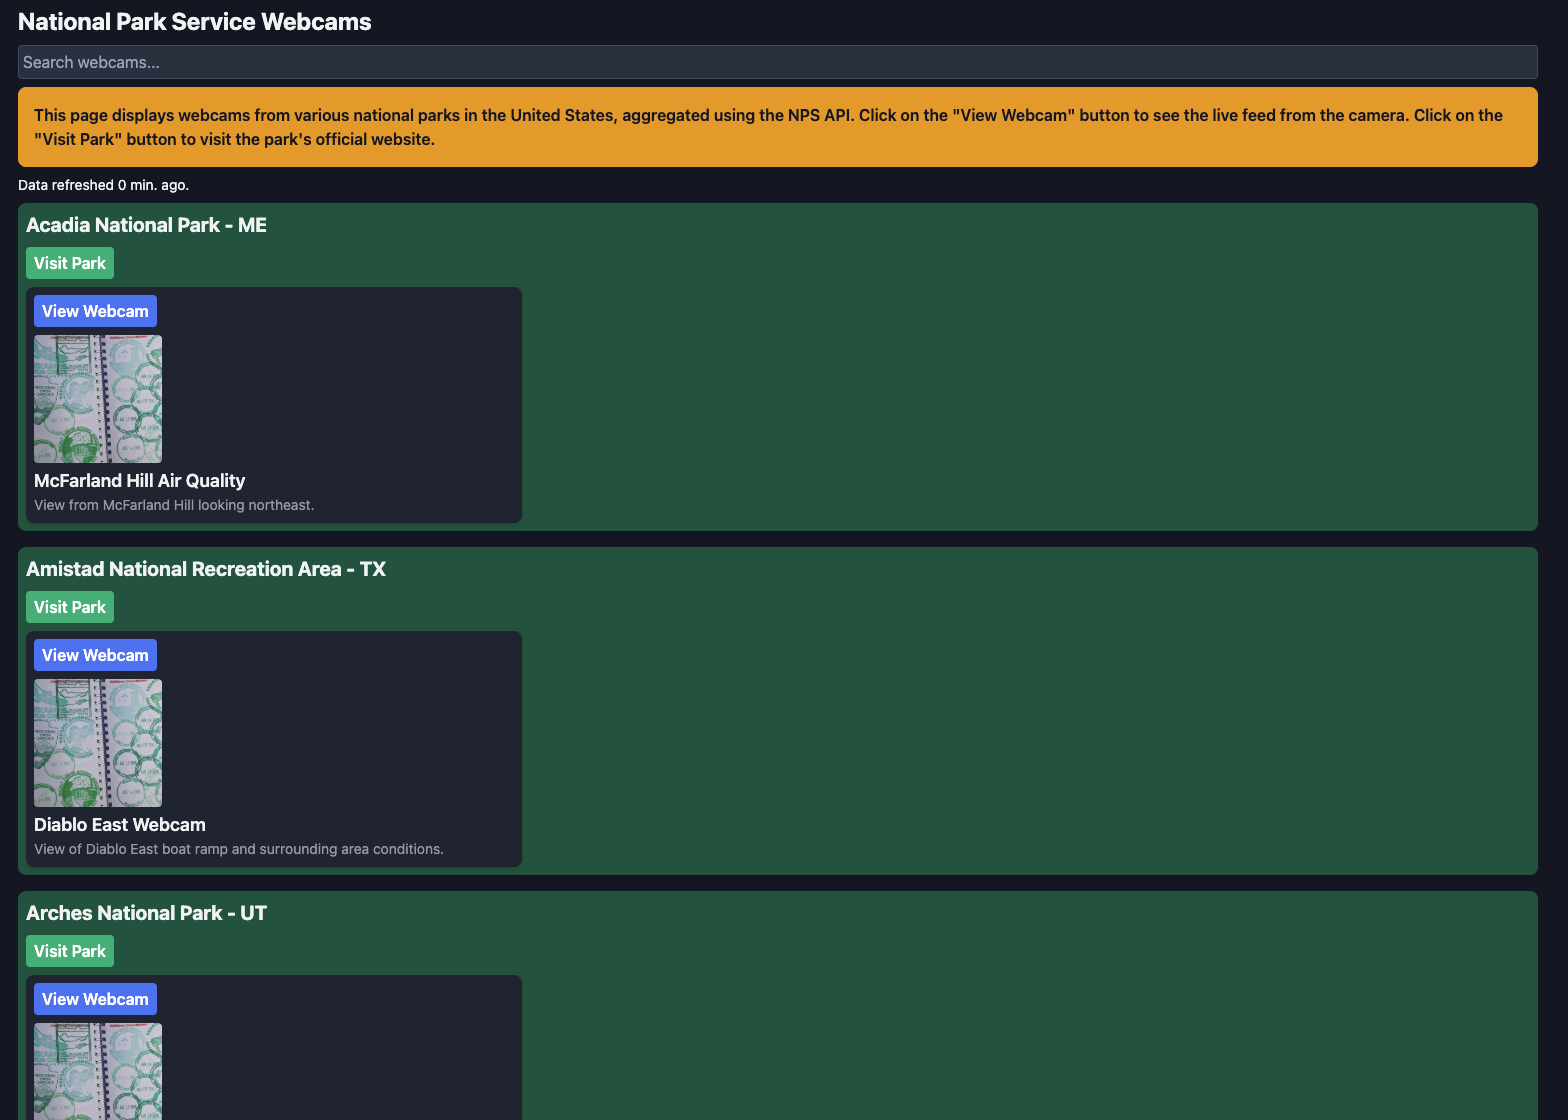 National Park Service Webcams
Search webcams...
This page displays webcams from various national parks in the United States, aggregated using the NPS API. Click on the "View Webcam" button to see the live feed from the camera. Click on the
"Visit Park" button to visit the park's official website.
Data refreshed 0 min. ago.
Acadia National Park - ME
Visit Park
View Webcam
McFarland Hill Air Quality
View from McFarland Hill looking northeast.
Amistad National Recreation Area - TX
Visit Park
View Webcam
Diablo East Webcam
View of Diablo East boat ramp and surrounding area conditions.
Arches National Park - UT
Visit Park
View Webcam